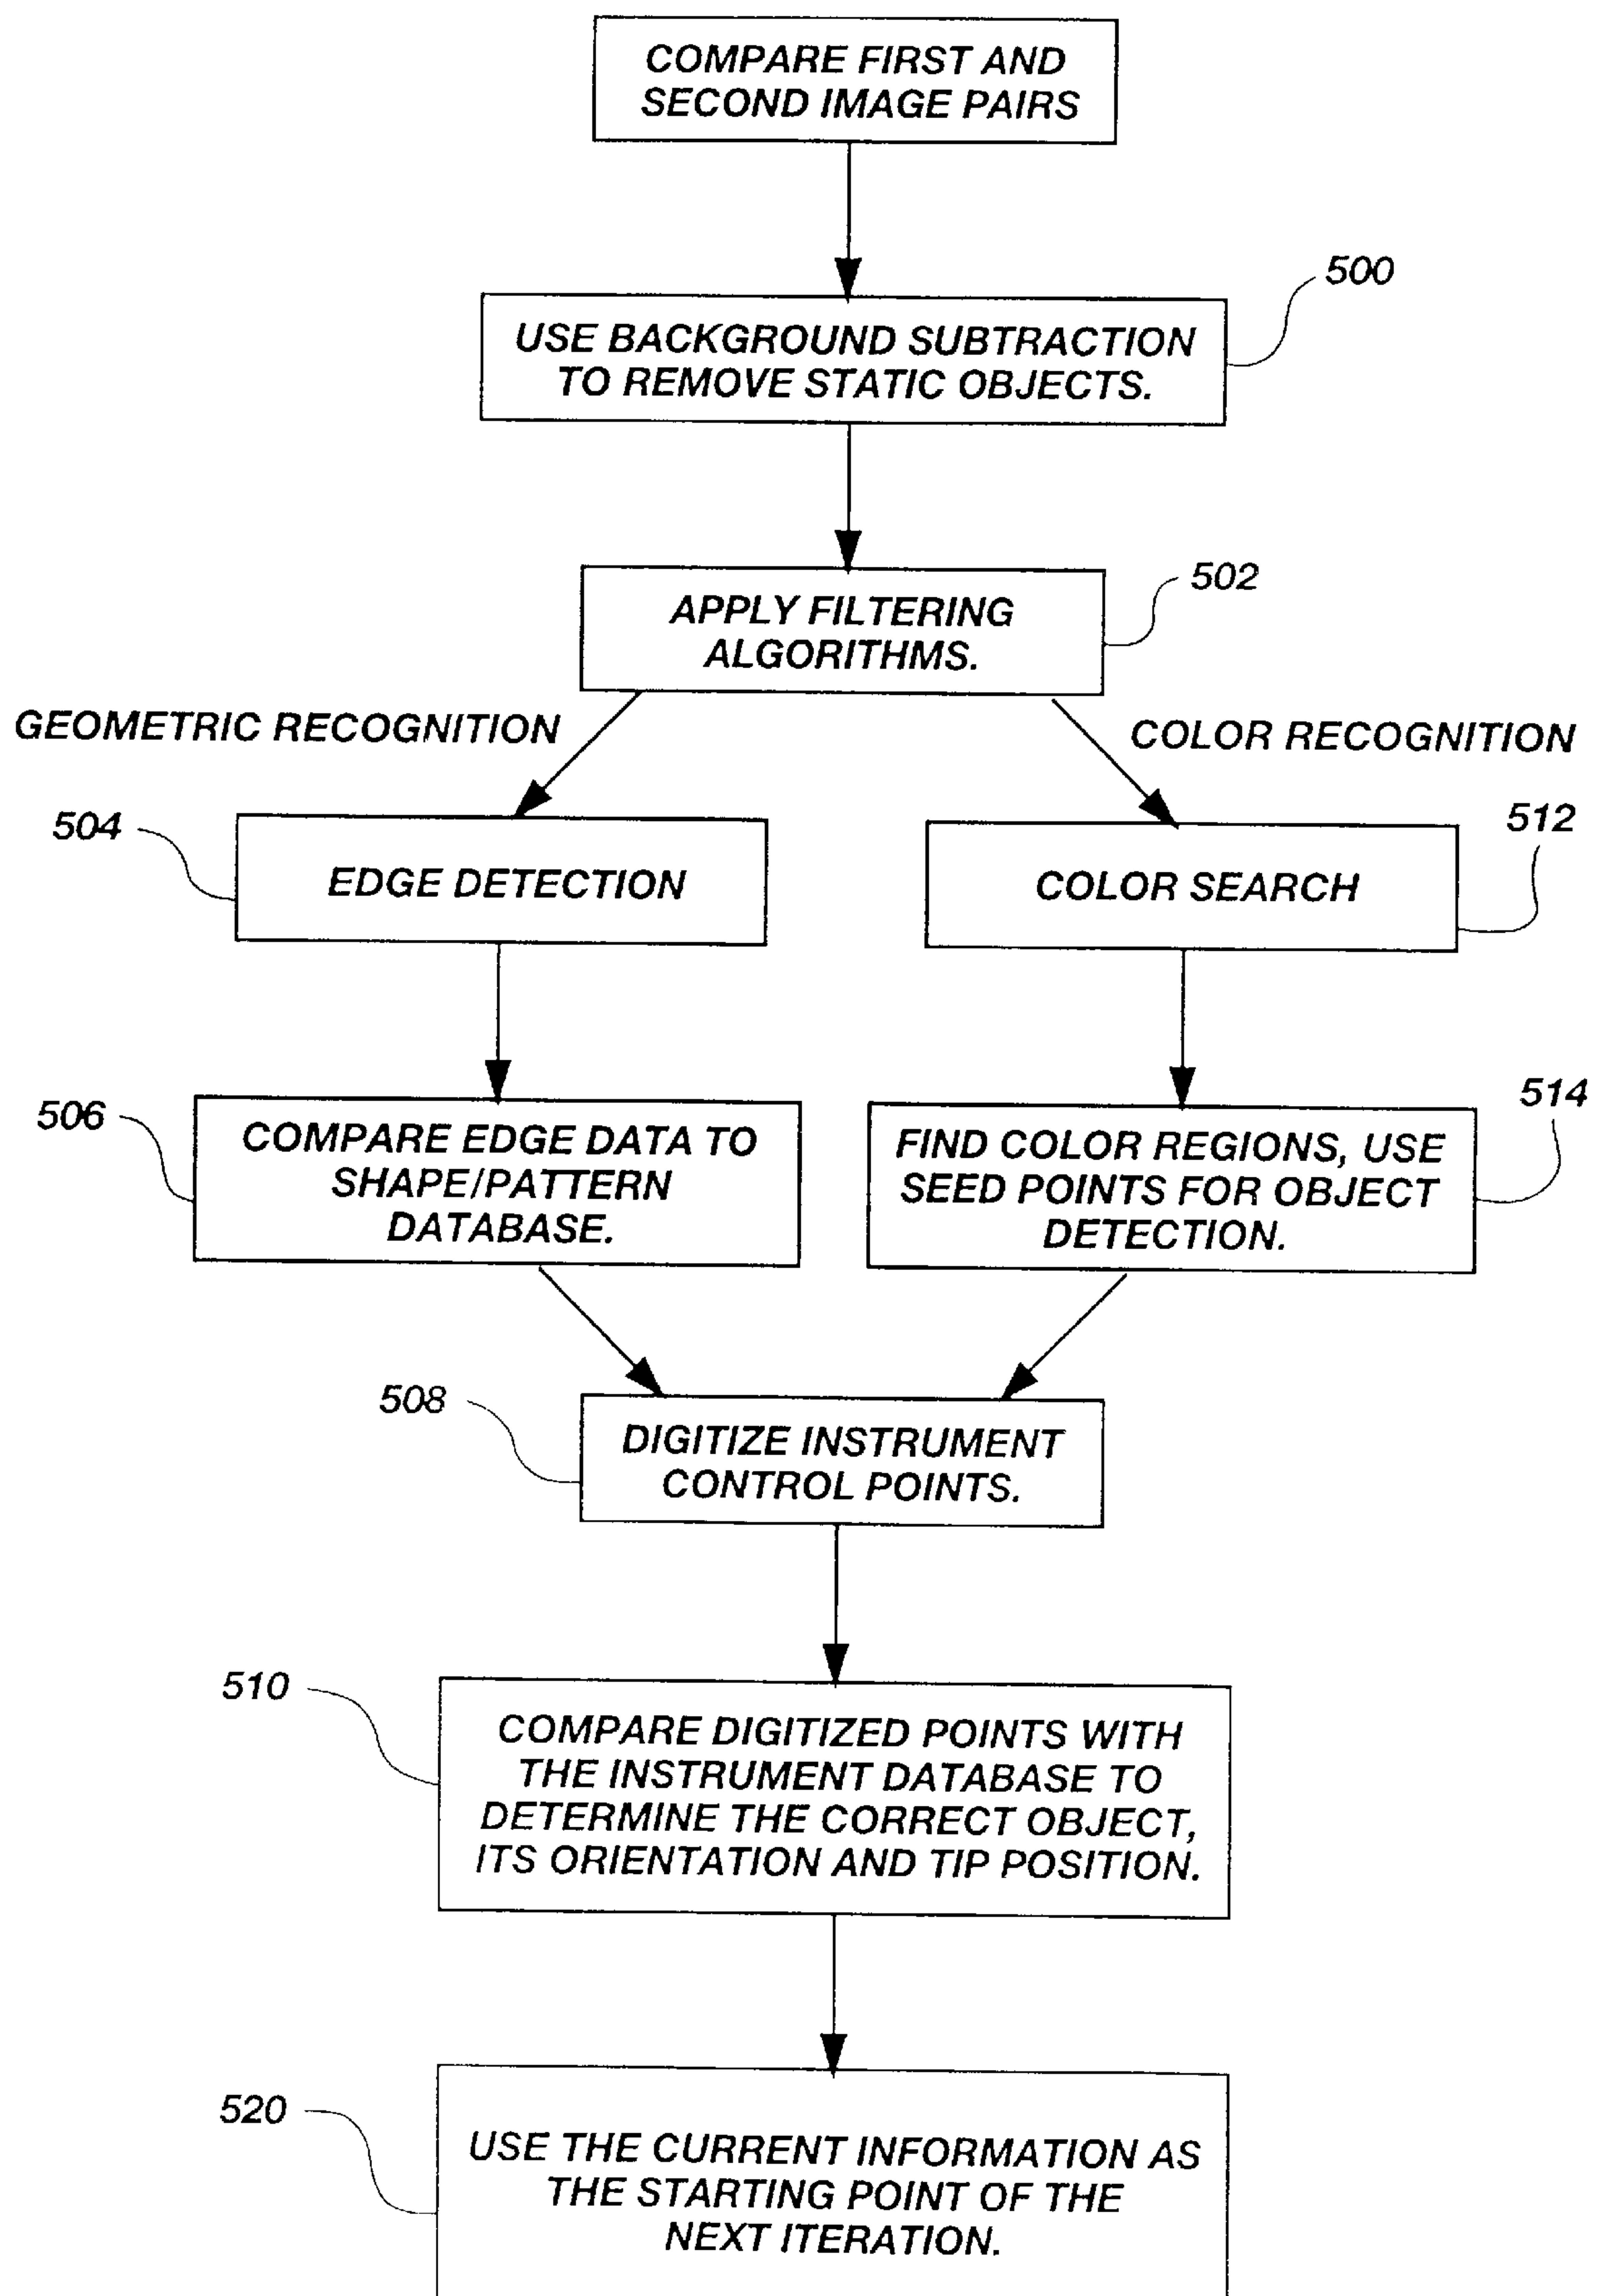 COMPARE FIRST AND
SECOND IMAGE PAIRS
500
USE BACKGROUND SUBTRACTION
TO REMOVE STATIC OBJECTS.
502
APPLY FILTERING
ALGORITHMS.
GEOMETRIC RECOGNITION
COLOR RECOGNITION
504
EDGE DETECTION
512
COLOR SEARCH
506
COMPARE EDGE DATA TO
SHAPE/PATTERN
DATABASE.
514
FIND COLOR REGIONS, USE
SEED POINTS FOR OBJECT
DETECTION.
508
DIGITIZE INSTRUMENT
CONTROL POINTS.
510
COMPARE DIGITIZED POINTS WITH
THE INSTRUMENT DATABASE TO
DETERMINE THE CORRECT OBJECT,
ITS ORIENTATION AND TIP POSITION.
520
USE THE CURRENT INFORMATION AS
THE STARTING POINT OF THE
NEXT ITERATION.